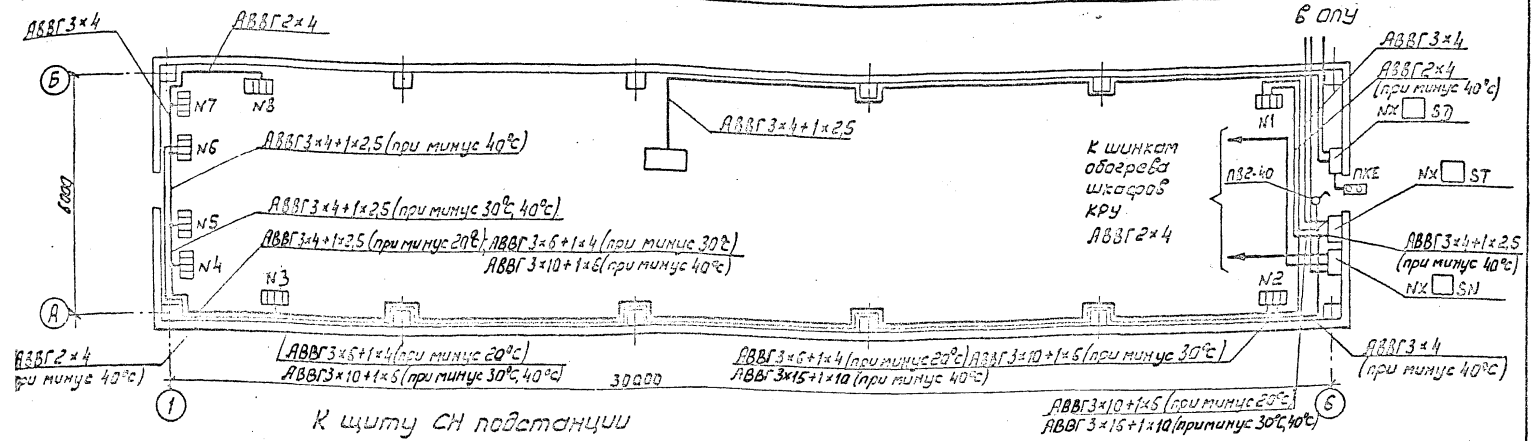 в ОПУ
АВВГ3×4
АВВГ2×4
АВВГ3×4
АВВГ2×4
(при минус 40°С)
NX SD
Б
N7
N8
N6
АВВГ3×4+1×2,5 (при минус 40°С)
АВВГ3×4+1×2,5
N1
К шинкам
обогрева
шкафов
КРУ
АВВГ2×4
ПВ2-40
ПКЕ
NX ST
6000
N5
АВВГ3×4+1×2,5 (при минус 30°С, 40°С)
АВВГ3×4+1×2,5 (при минус 20°С); АВВГ3×6+1×4 (при минус 30°С)
АВВГ3×10+1×6 (при минус 40°С)
N4
N3
N2
АВВГ3×4+1×2,5
(при минус 40°С)
NX SN
А
АВВГ2×4
при минус 40°С)
АВВГ3×6+1×4 (при минус 20°С)
АВВГ3×10+1×6 (при минус 30°С, 40°С)
30000
АВВГ3×6+1×4 (при минус 20°С) АВВГ3×10+1×6 (при минус 30°С)
АВВГ3×16+1×10 (при минус 40°С)
АВВГ3×4
(при минус 40°С)
1
К щиту СН подстанции
АВВГ3×10+1×6 (при минус 20°С)
АВВГ3×16+1×10 (при минус 30°С, 40°С)
6